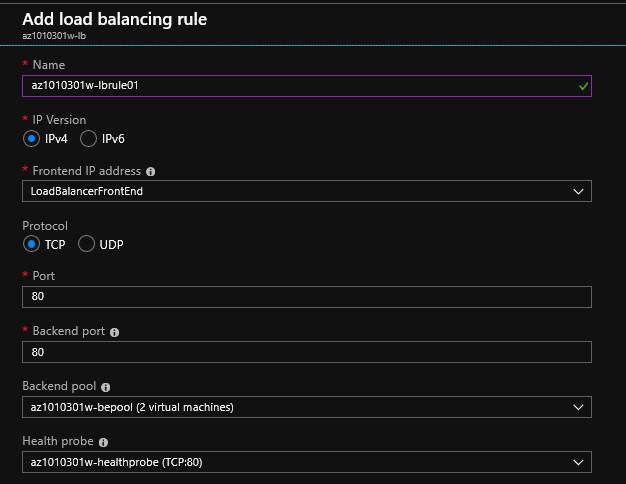 Add load balancing rule
az1010301w-lb
* Name
az1010301w-lbrule01
* IP Version
IPv4 IPv6
* Frontend IP address
LoadBalancerFrontEnd
Protocol
TCP UDP
* Port
80
* Backend port
80
Backend pool
az1010301w-bepool (2 virtual machines)
Health probe
az1010301w-healthprobe (TCP:80)